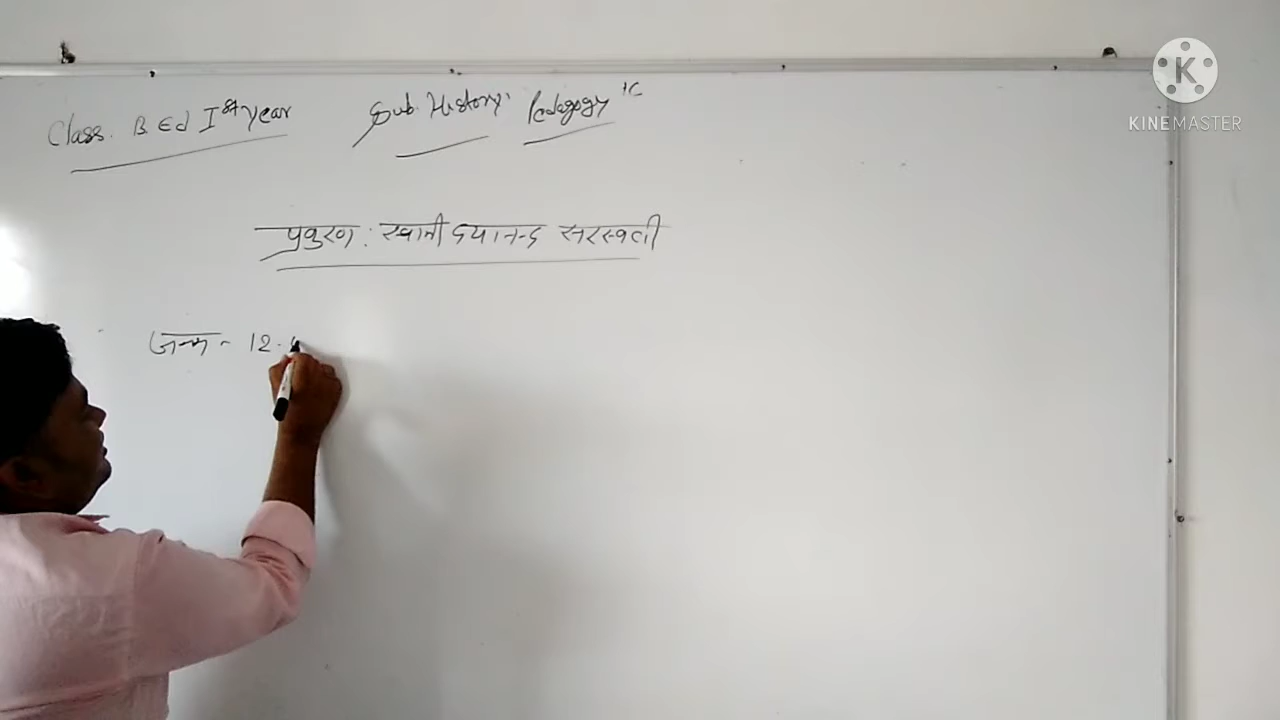 Class. B Ed Ist Year Sub. History. Pedagogy
प्रकरण : स्वामी दयानन्द सरस्वती
जन्म - 12.
K
KINEMASTER